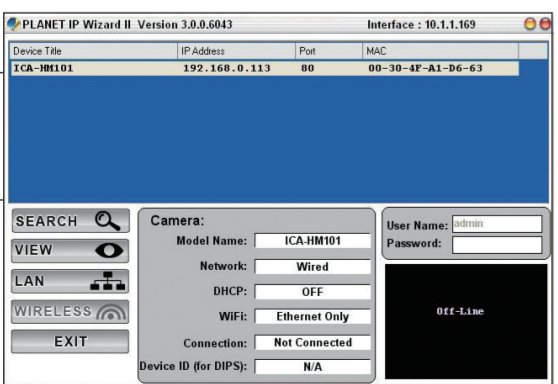 PLANET IP Wizard II Version 3.0.0.6043 Interface : 10.1.1.169
Device Title IP Address Port MAC
ICA-HM101 192.168.0.113 80 00-30-4F-A1-D6-63
SEARCH
VIEW
LAN
WIRELESS
EXIT
Camera:
Model Name: ICA-HM101
Network: Wired
DHCP: OFF
WiFi: Ethernet Only
Connection: Not Connected
Device ID (for DIPS): N/A
User Name: admin
Password:
Off-Line